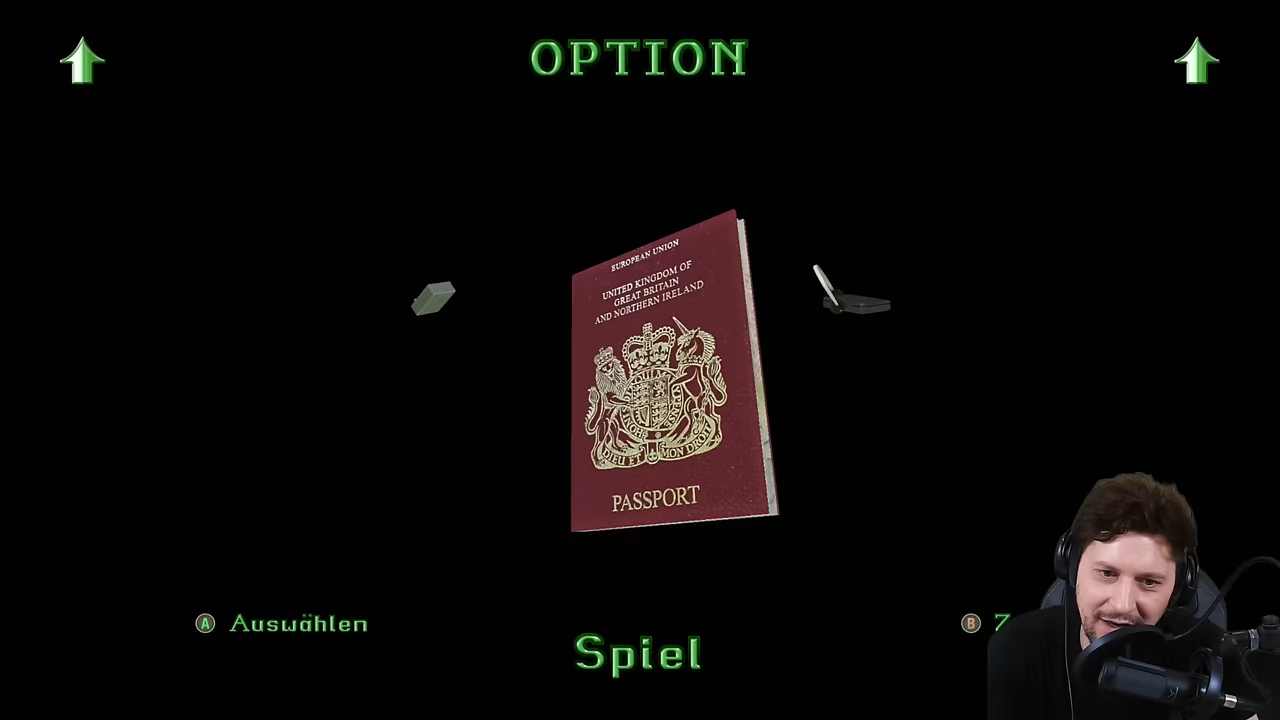 OPTION
EUROPEAN UNION
UNITED KINGDOM OF
GREAT BRITAIN
AND NORTHERN IRELAND
DIEU ET MON DROIT
PASSPORT
A Auswählen
B
Spiel